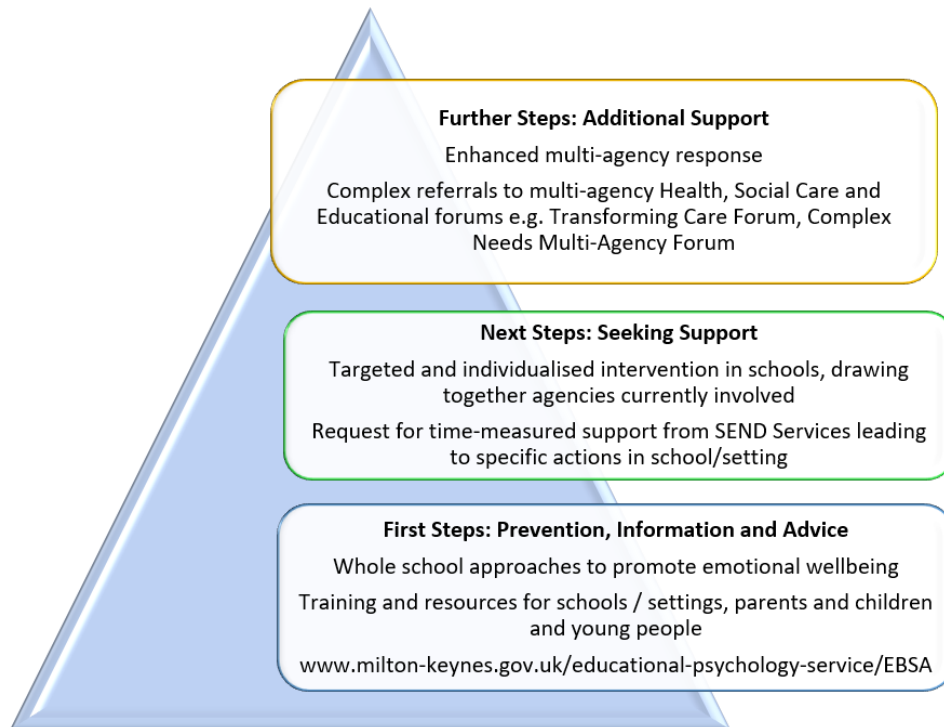 Further Steps: Additional Support
Enhanced multi-agency response
Complex referrals to multi-agency Health, Social Care and
Educational forums e.g. Transforming Care Forum, Complex
Needs Multi-Agency Forum
Next Steps: Seeking Support
Targeted and individualised intervention in schools, drawing
together agencies currently involved
Request for time-measured support from SEND Services leading
to specific actions in school/setting
First Steps: Prevention, Information and Advice
Whole school approaches to promote emotional wellbeing
Training and resources for schools / settings, parents and children
and young people
www.milton-keynes.gov.uk/educational-psychology-service/EBSA